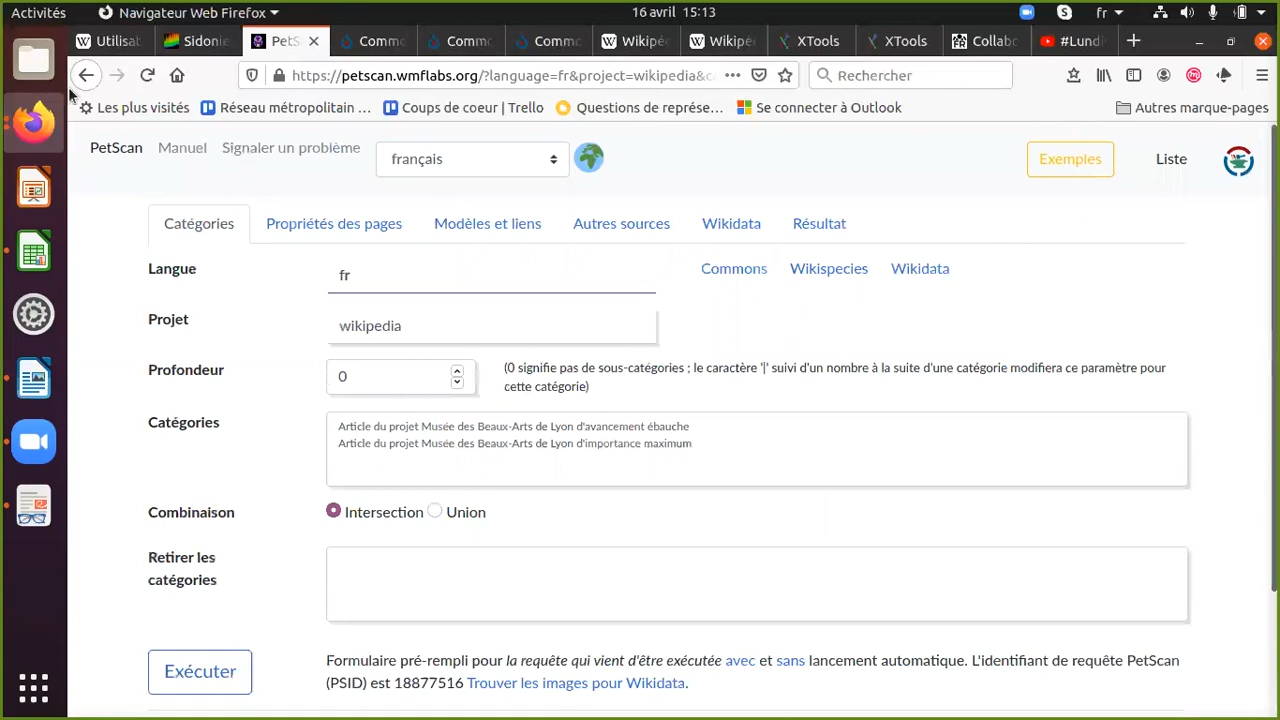 Activités
Navigateur Web Firefox
16 avril 15:13
fr
Utilisat
Sidonie
PetS
Commo
Commo
Commo
Wikipé
Wikipé
XTools
XTools
Collabo
#Lundi
https://petscan.wmflabs.org/?language=fr&project=wikipedia&c
Rechercher
Les plus visités
Réseau métropolitain …
Coups de coeur | Trello
Questions de représe…
Se connecter à Outlook
Autres marque-pages
PetScan
Manuel
Signaler un problème
français
Exemples
Liste
Catégories
Propriétés des pages
Modèles et liens
Autres sources
Wikidata
Résultat
Langue
fr
Commons
Wikispecies
Wikidata
Projet
wikipedia
Profondeur
0
(0 signifie pas de sous-catégories ; le caractère '|' suivi d'un nombre à la suite d'une catégorie modifiera ce paramètre pour
cette catégorie)
Catégories
Article du projet Musée des Beaux-Arts de Lyon d'avancement ébauche
Article du projet Musée des Beaux-Arts de Lyon d'importance maximum
Combinaison
Intersection
Union
Retirer les
catégories
Exécuter
Formulaire pré-rempli pour la requête qui vient d'être exécutée avec et sans lancement automatique. L'identifiant de requête PetScan
(PSID) est 18877516 Trouver les images pour Wikidata.